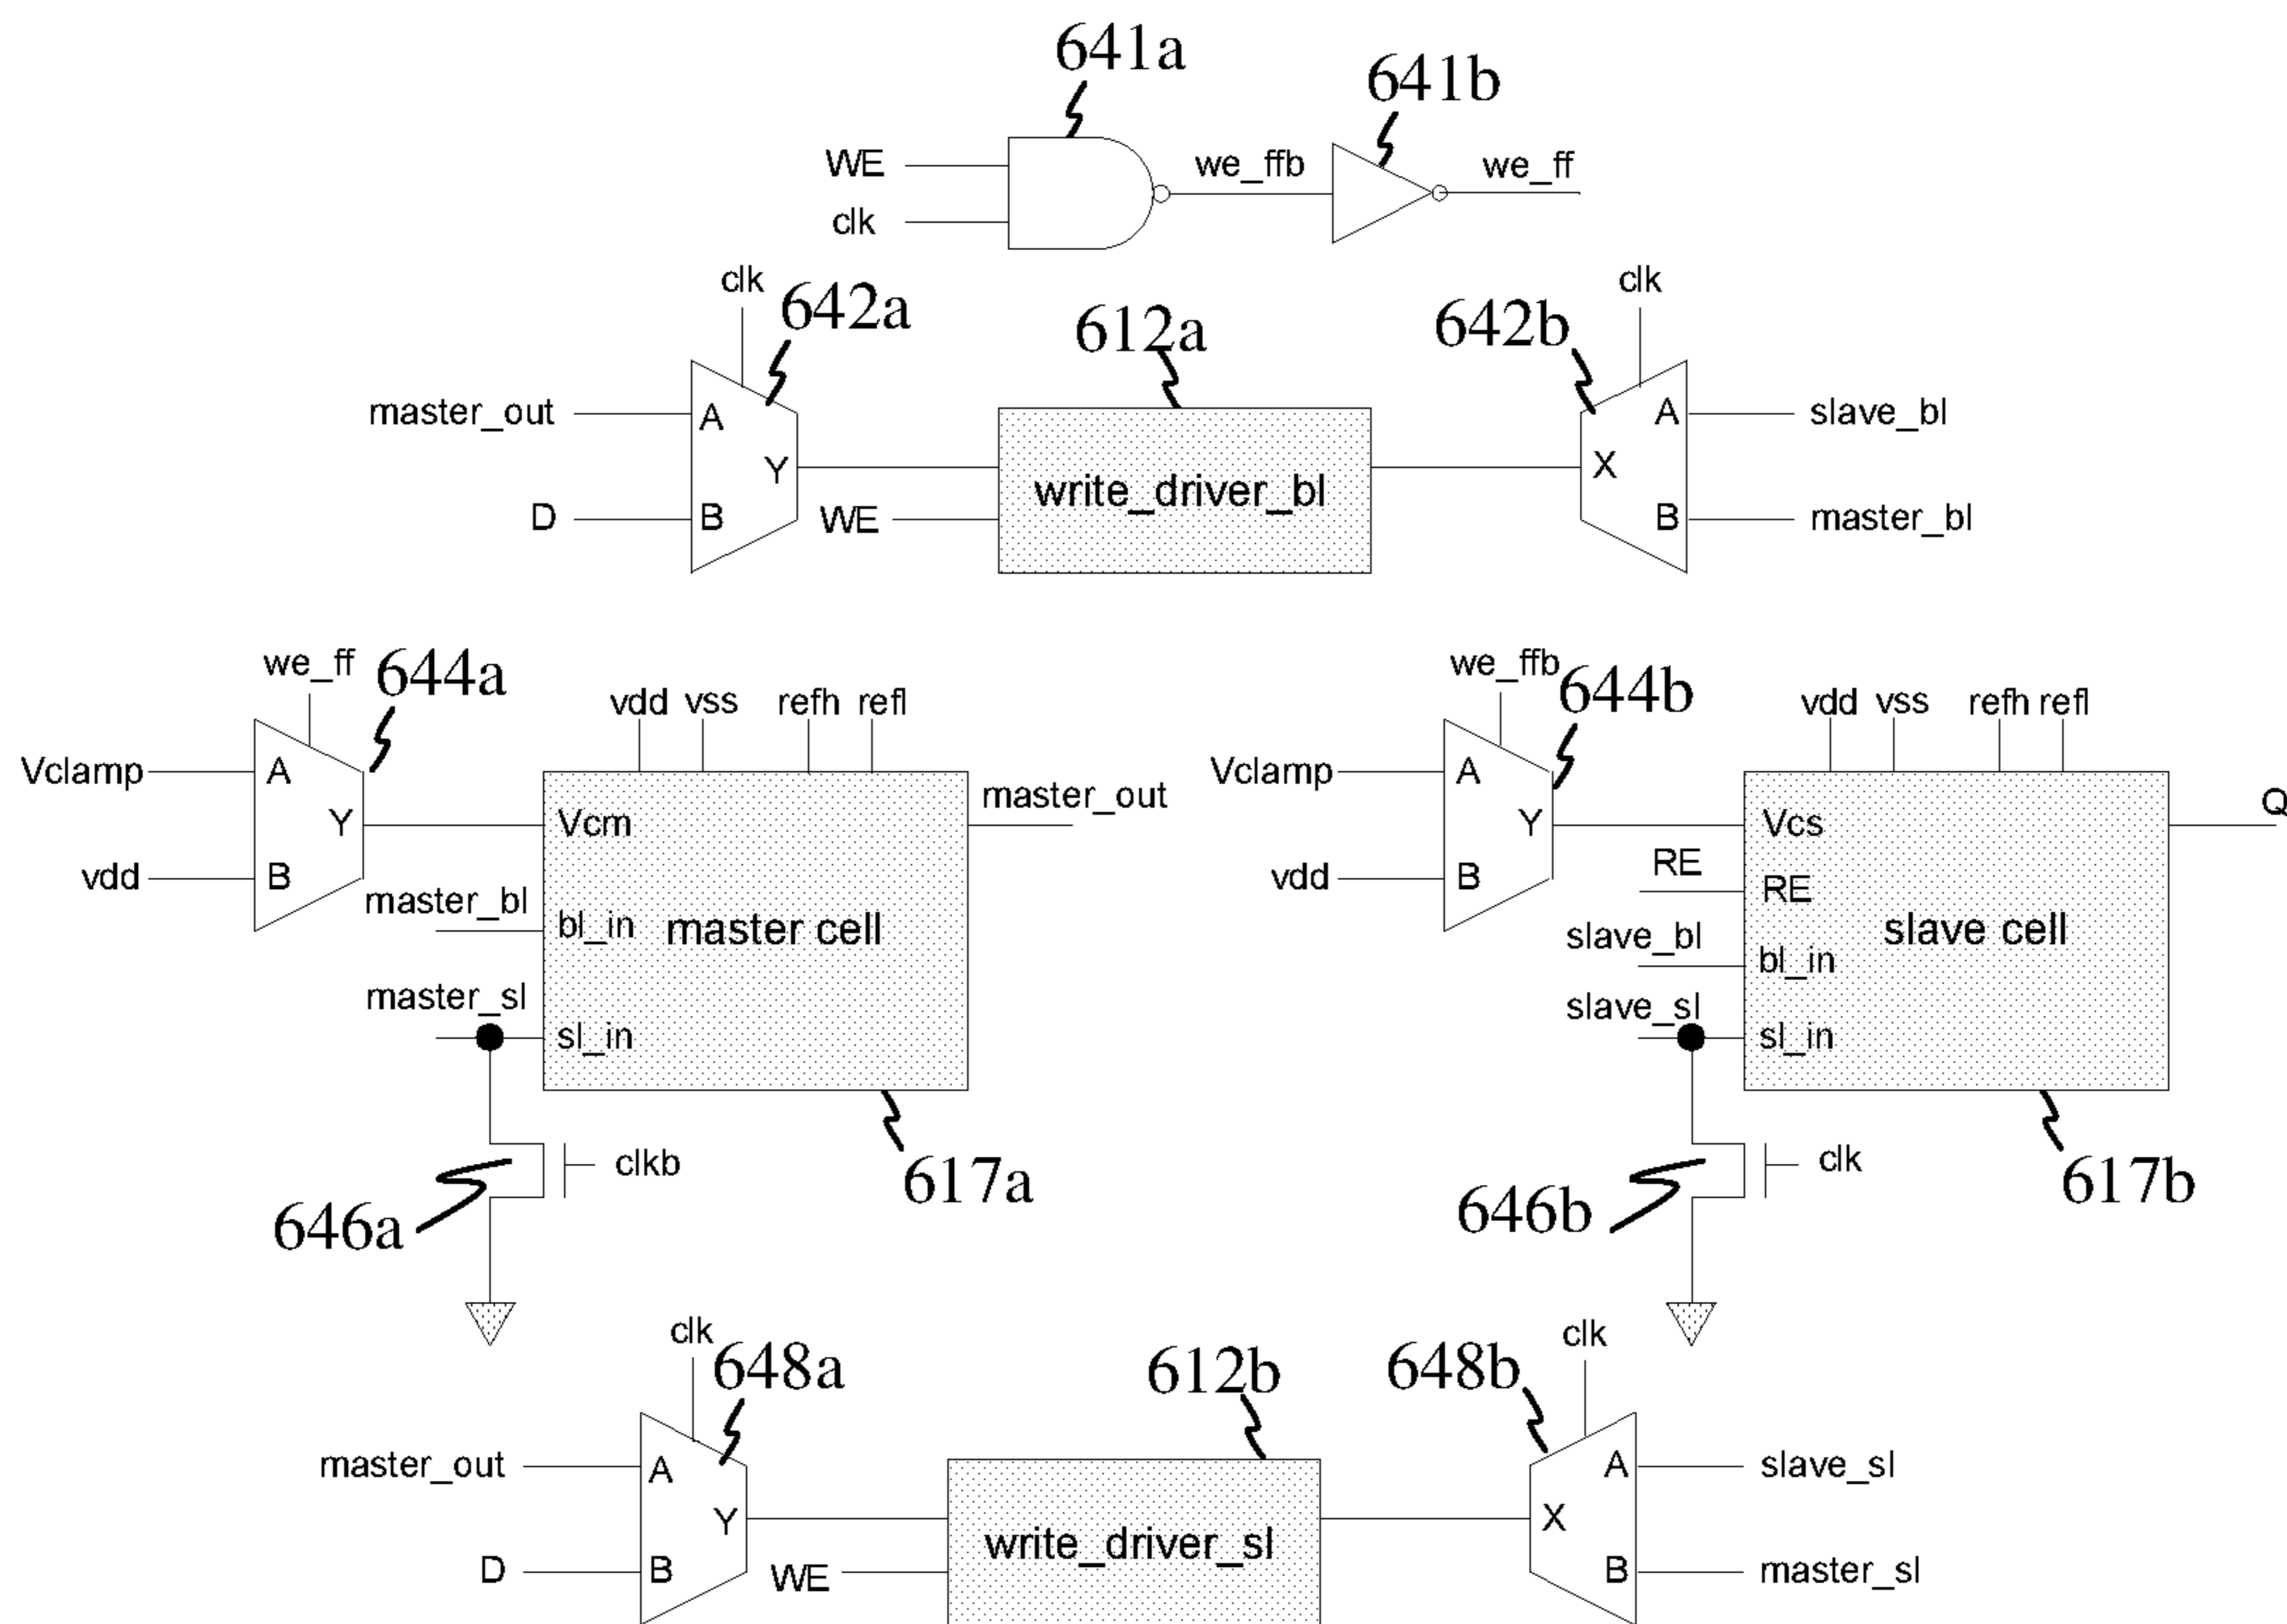 641a
641b
WE
we_ffb
we_ff
clk
clk
642a
612a
642b
clk
master_out
A
Y
D
B
WE
write_driver_bl
X
A
slave_bl
B
master_bl
we_ff
644a
vdd vss refh refl
Vclamp
A
Y
vdd
B
Vcm
master_out
master_bl
bl_in
master cell
master_sl
sl_in
clkb
646a
617a
we_ffb
644b
vdd vss refh refl
Vclamp
A
Y
vdd
B
Vcs
Q
RE
RE
slave_bl
bl_in
slave cell
slave_sl
sl_in
clk
646b
617b
clk
648a
612b
648b
clk
master_out
A
Y
D
B
WE
write_driver_sl
X
A
slave_sl
B
master_sl